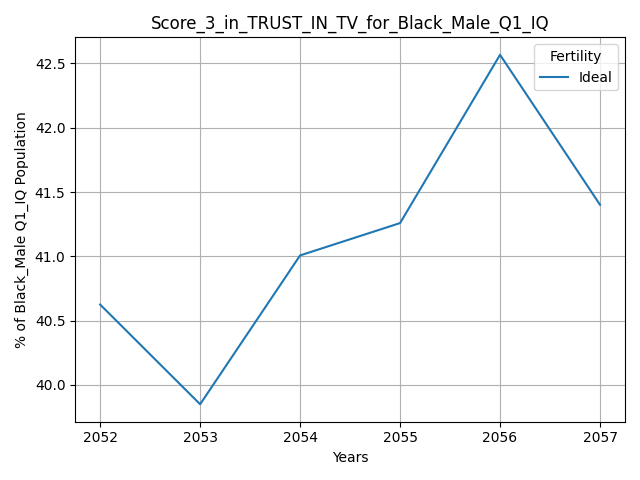 Score_3_in_TRUST_IN_TV_for_Black_Male_Q1_IQ
Fertility
Ideal
42.5
42.0
41.5
41.0
40.5
40.0
% of Black_Male Q1_IQ Population
2052 2053 2054 2055 2056 2057
Years